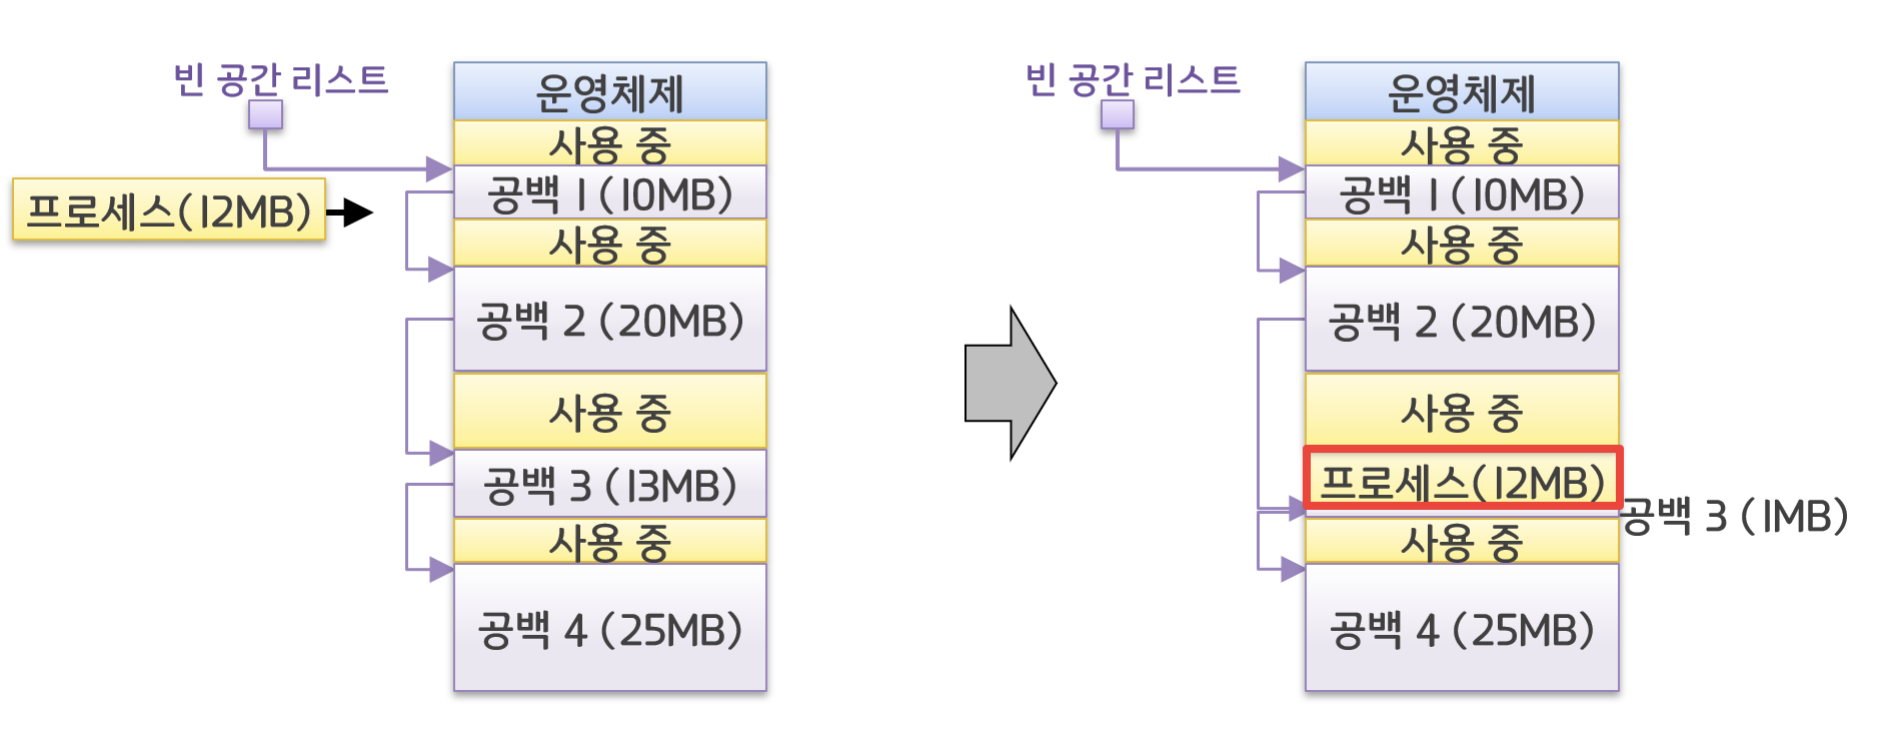 빈 공간 리스트
운영체제
사용 중
공백 1 (10MB)
프로세스(12MB)
사용 중
공백 2 (20MB)
사용 중
공백 3 (13MB)
사용 중
공백 4 (25MB)
빈 공간 리스트
운영체제
사용 중
공백 1 (10MB)
사용 중
공백 2 (20MB)
사용 중
프로세스(12MB)
공백 3 (1MB)
사용 중
공백 4 (25MB)